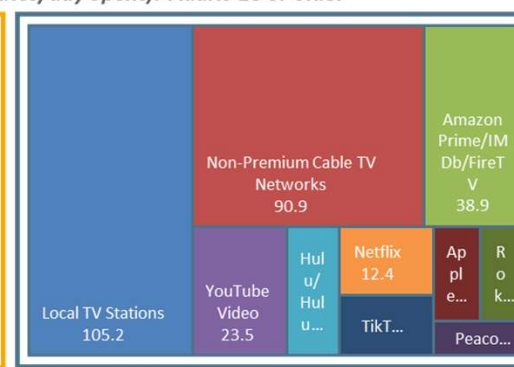 Non-Premium Cable TV
Networks
90.9
Amazon
Prime/IM
Db/FireT
V
38.9
Local TV Stations
105.2
YouTube
Video
23.5
Hul
u/
Hul
u...
Netflix
12.4
TikT...
Ap
pl
e...
R
o
k...
Peaco...